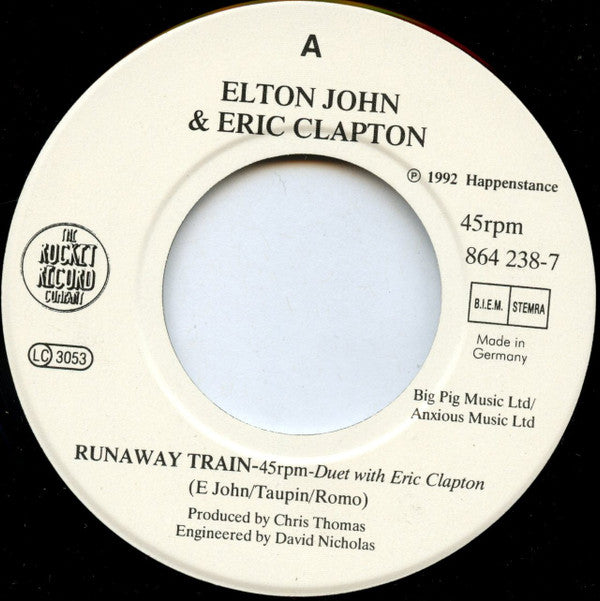 A
ELTON JOHN
& ERIC CLAPTON
℗ 1992 Happenstance
45rpm
864 238-7
THE
ROCKET
RECORD
COMPANY
B.I.E.M. STEMRA
LC 3053
Made in
Germany
Big Pig Music Ltd/
Anxious Music Ltd
RUNAWAY TRAIN-45rpm-Duet with Eric Clapton
(E John/Taupin/Romo)
Produced by Chris Thomas
Engineered by David Nicholas